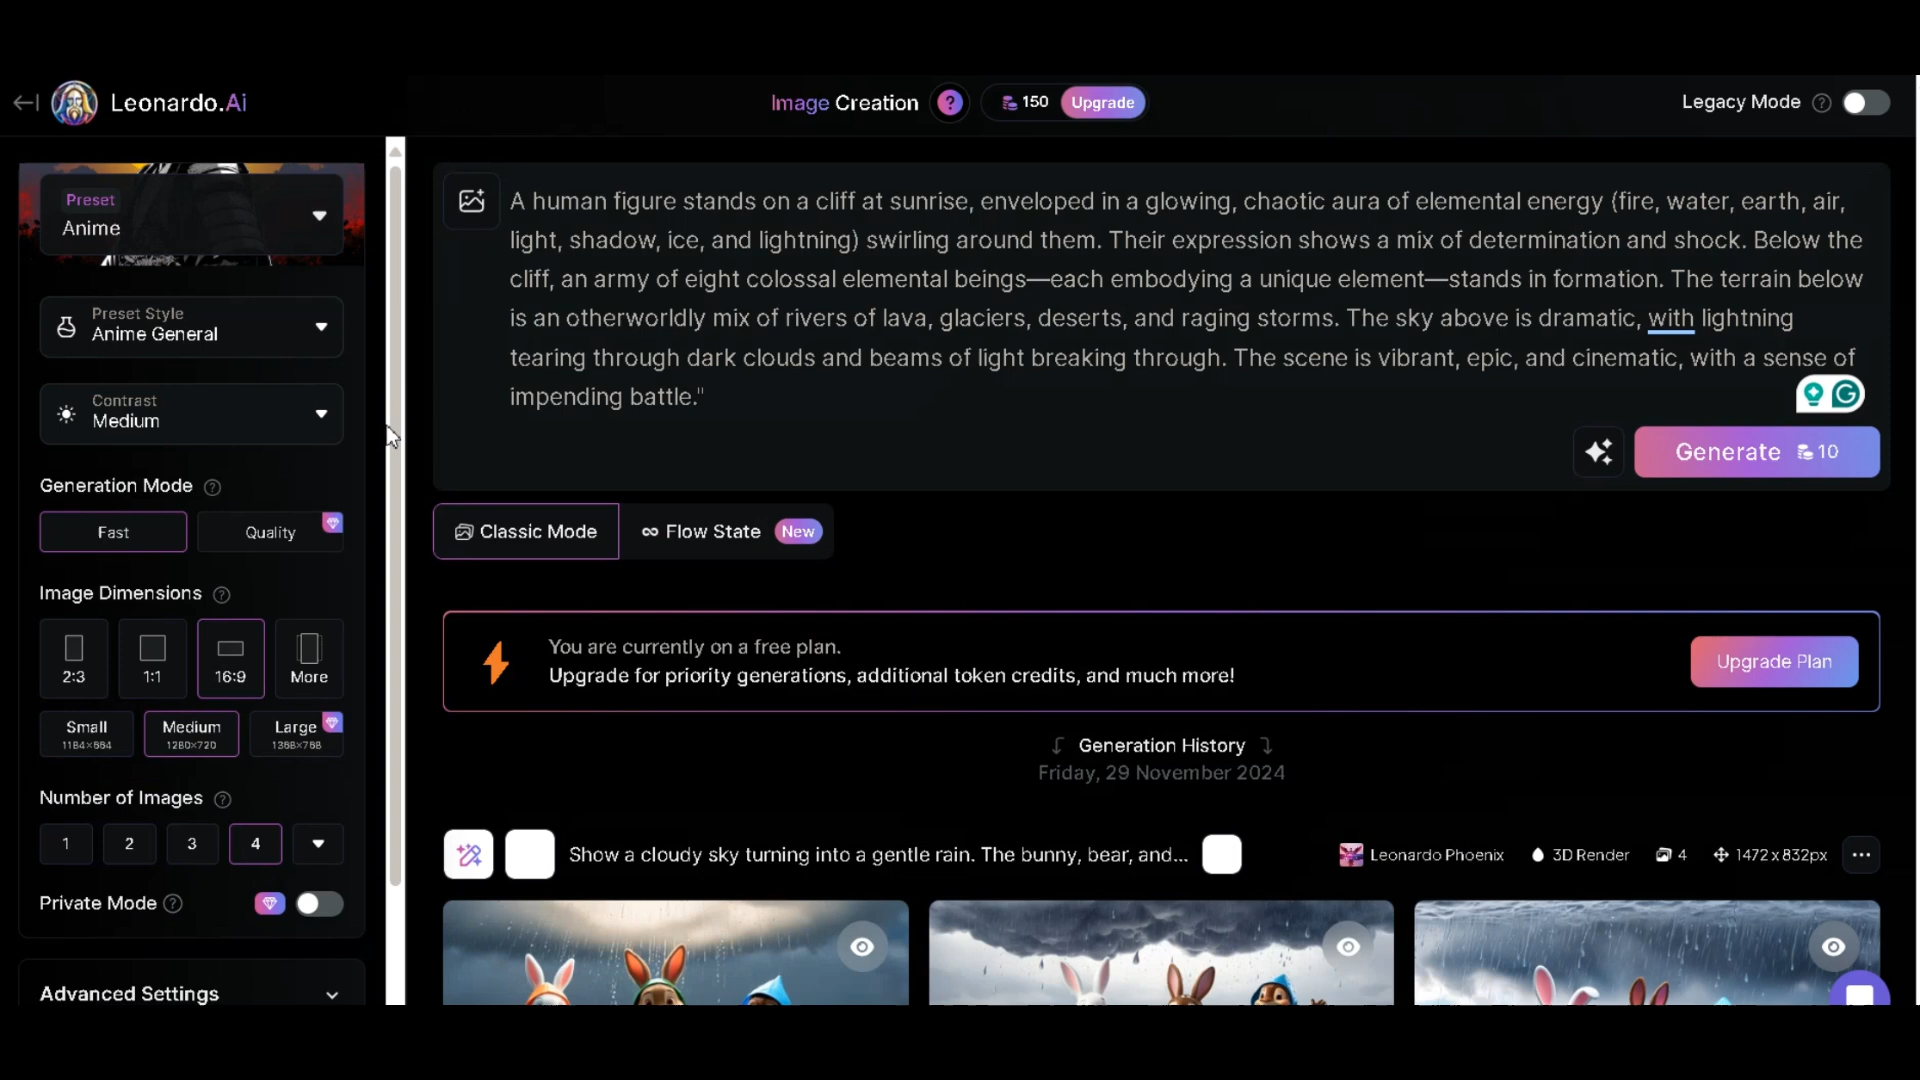 Leonardo.Ai
Image Creation
?
150
Upgrade
Legacy Mode
?
Preset
Anime
Preset Style
Anime General
Contrast
Medium
Generation Mode ?
Fast
Quality
Image Dimensions ?
2:3
1:1
16:9
More
Small
1184×664
Medium
1280×720
Large
1368×768
Number of Images ?
1
2
3
4
Private Mode ?
Advanced Settings
A human figure stands on a cliff at sunrise, enveloped in a glowing, chaotic aura of elemental energy (fire, water, earth, air,
light, shadow, ice, and lightning) swirling around them. Their expression shows a mix of determination and shock. Below the
cliff, an army of eight colossal elemental beings—each embodying a unique element—stands in formation. The terrain below
is an otherworldly mix of rivers of lava, glaciers, deserts, and raging storms. The sky above is dramatic, with lightning
tearing through dark clouds and beams of light breaking through. The scene is vibrant, epic, and cinematic, with a sense of
impending battle."
Generate 10
Classic Mode
Flow State New
You are currently on a free plan.
Upgrade for priority generations, additional token credits, and much more!
Upgrade Plan
Generation History
Friday, 29 November 2024
Show a cloudy sky turning into a gentle rain. The bunny, bear, and...
Leonardo Phoenix
3D Render
4
1472 x 832px